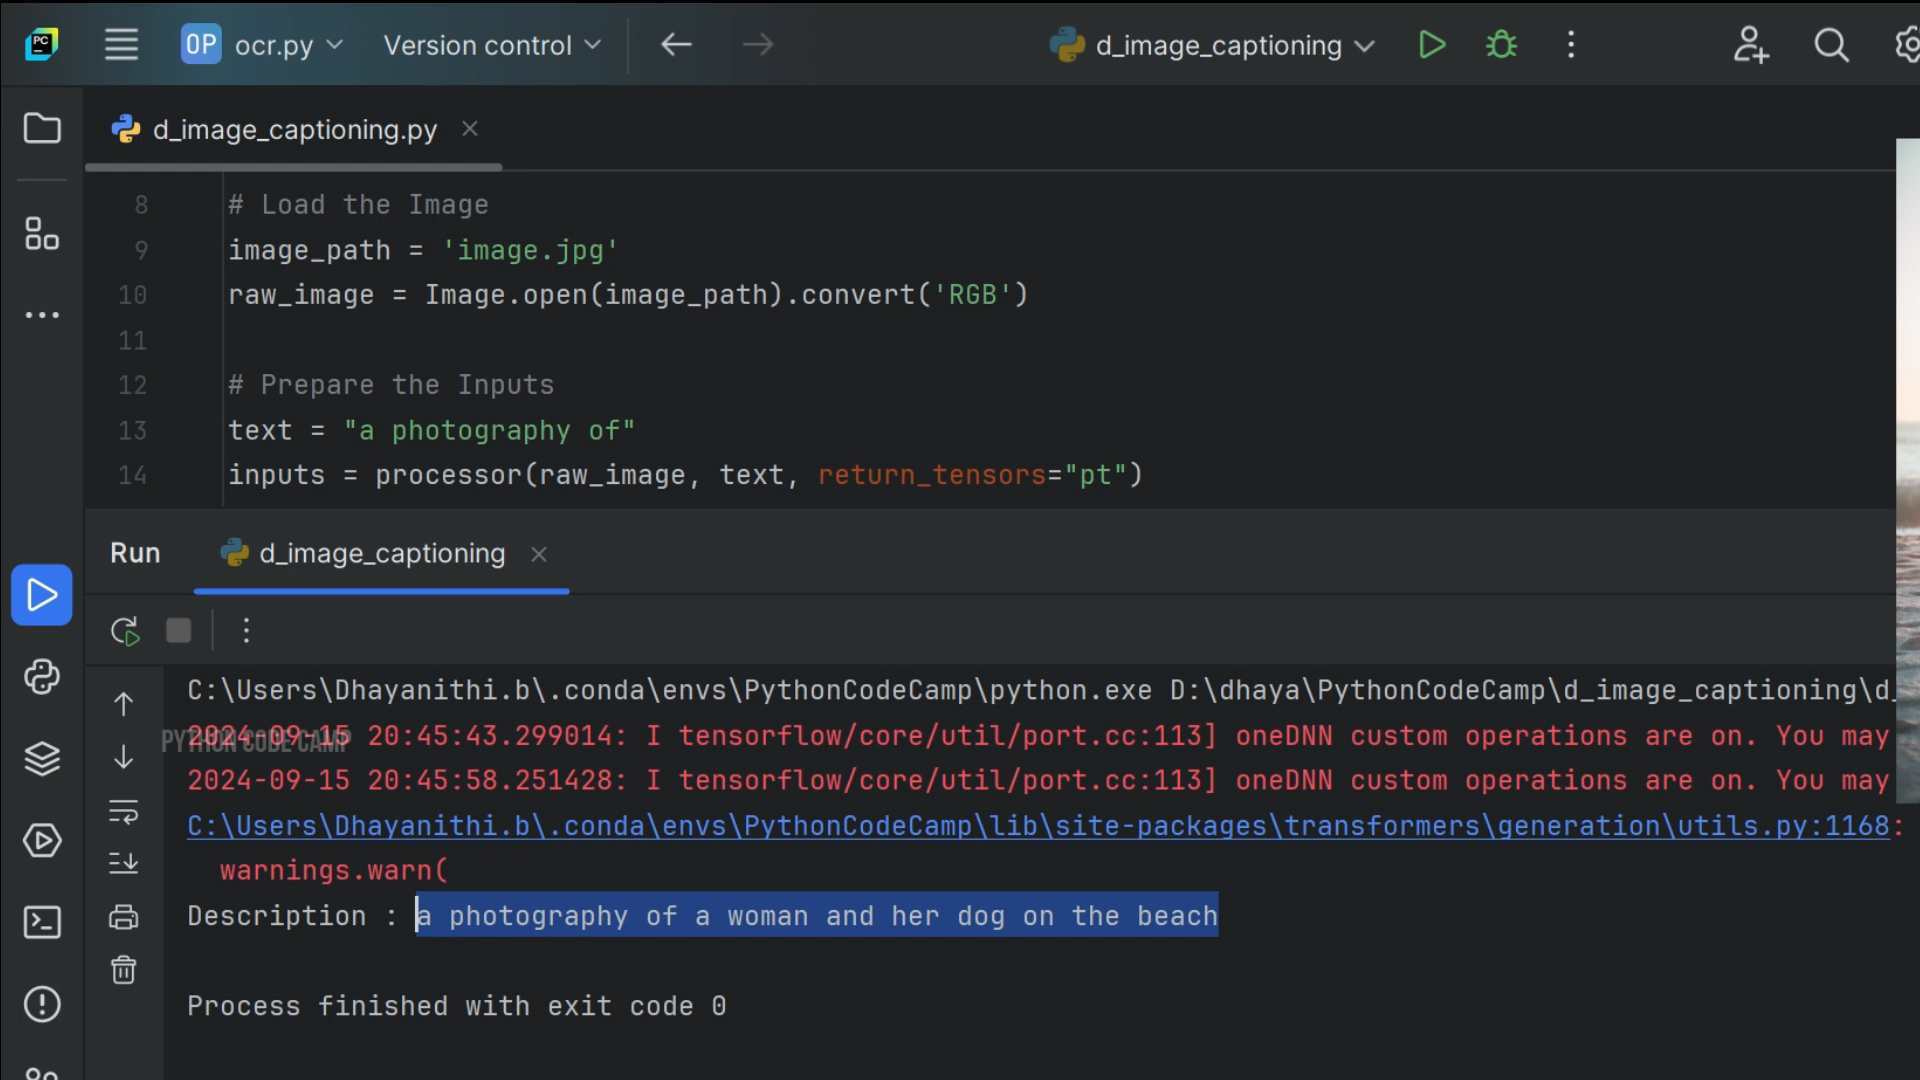 PC
OP ocr.py Version control d_image_captioning
d_image_captioning.py
8 # Load the Image
9 image_path = 'image.jpg'
10 raw_image = Image.open(image_path).convert('RGB')
11
12 # Prepare the Inputs
13 text = "a photography of"
14 inputs = processor(raw_image, text, return_tensors="pt")
Run d_image_captioning
C:\Users\Dhayanithi.b\.conda\envs\PythonCodeCamp\python.exe D:\dhaya\PythonCodeCamp\d_image_captioning\d_
2024-09-15 20:45:43.299014: I tensorflow/core/util/port.cc:113] oneDNN custom operations are on. You may
PYTHON CODE CAMP
2024-09-15 20:45:58.251428: I tensorflow/core/util/port.cc:113] oneDNN custom operations are on. You may
C:\Users\Dhayanithi.b\.conda\envs\PythonCodeCamp\lib\site-packages\transformers\generation\utils.py:1168:
warnings.warn(
Description : a photography of a woman and her dog on the beach
Process finished with exit code 0